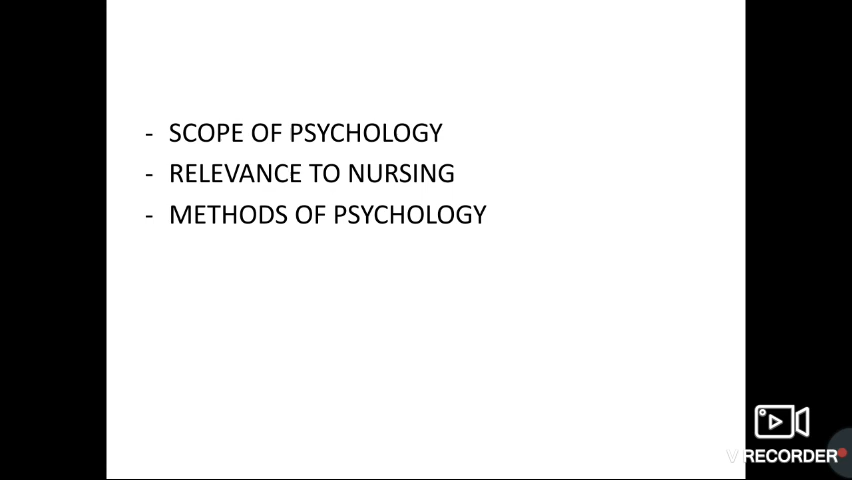 - SCOPE OF PSYCHOLOGY
- RELEVANCE TO NURSING
- METHODS OF PSYCHOLOGY
V RECORDER